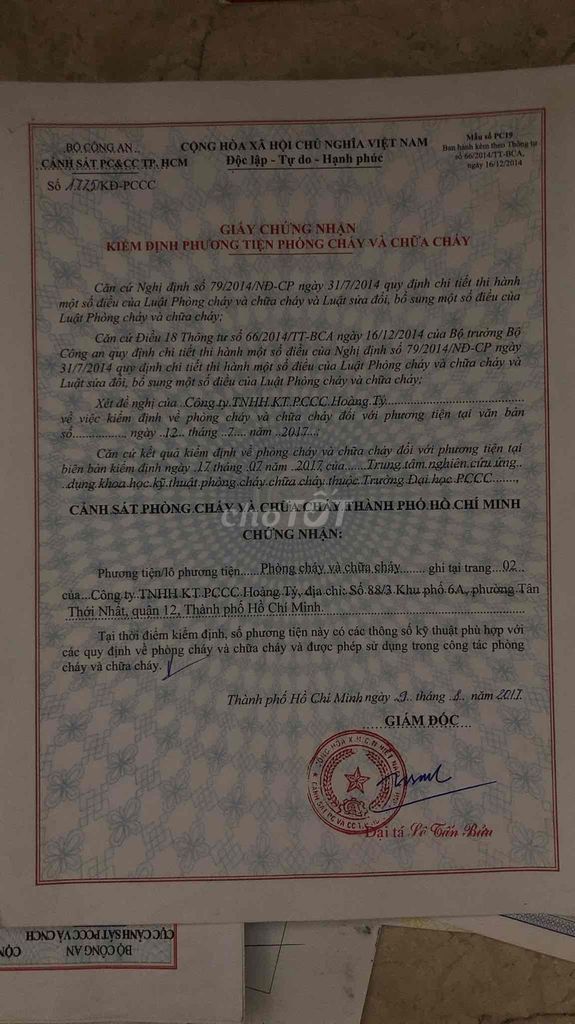 BỘ CÔNG AN
CẢNH SÁT PC&CC TP. HCM
Số 1775/KĐ-PCCC
CỘNG HÒA XÃ HỘI CHỦ NGHĨA VIỆT NAM
Độc lập - Tự do - Hạnh phúc
Mẫu số PC19
Ban hành kèm theo Thông tư
số 66/2014/TT-BCA,
ngày 16/12/2014
GIẤY CHỨNG NHẬN
KIỂM ĐỊNH PHƯƠNG TIỆN PHÒNG CHÁY VÀ CHỮA CHÁY
Căn cứ Nghị định số 79/2014/NĐ-CP ngày 31/7/2014 quy định chi tiết thi hành
một số điều của Luật Phòng cháy và chữa cháy và Luật sửa đổi, bổ sung một số điều của
Luật Phòng cháy và chữa cháy;
Căn cứ Điều 18 Thông tư số 66/2014/TT-BCA ngày 16/12/2014 của Bộ trưởng Bộ
Công an quy định chi tiết thi hành một số điều của Nghị định số 79/2014/NĐ-CP ngày
31/7/2014 quy định chi tiết thi hành một số điều của Luật Phòng cháy và chữa cháy và
Luật sửa đổi, bổ sung một số điều của Luật Phòng cháy và chữa cháy;
Xét đề nghị của ..Công ty.TNHH.KT.PCCC.Hoàng Tý..
về việc kiểm định về phòng cháy và chữa cháy đối với phương tiện tại văn bản
số................, ngày ..12... tháng ..7.... năm ..2017..;
Căn cứ kết quả kiểm định về phòng cháy và chữa cháy đối với phương tiện tại
biên bản kiểm định ngày .17 tháng .07 năm ..2017.của......Trung.tâm.nghiên.cứu.ứng..
..dụng.khoa.học.kỹ.thuật.phòng.cháy.chữa.cháy.thuộc.Trường.Đại.học.PCCC.......,
CẢNH SÁT PHÒNG CHÁY VÀ CHỮA CHÁY THÀNH PHỐ HỒ CHÍ MINH
CHỨNG NHẬN:
choTỐT
Phương tiện/lô phương tiện.....Phòng cháy và chữa cháy........ ghi tại trang...02...
của...Công ty.TNHH.KT.PCCC.Hoàng Tý., địa chỉ: Số 88/3 Khu phố 6A, phường Tân
Thới Nhất, quận 12, Thành phố Hồ Chí Minh.
Tại thời điểm kiểm định, số phương tiện này có các thông số kỹ thuật phù hợp với
các quy định về phòng cháy và chữa cháy và được phép sử dụng trong công tác phòng
cháy và chữa cháy.
Thành phố Hồ Chí Minh ngày .9.. tháng ..8.. năm 2017
GIÁM ĐỐC
Đại tá Lê Tấn Bửu
CỤC CẢNH SÁT PCCC VÀ CNCH
BỘ CÔNG AN